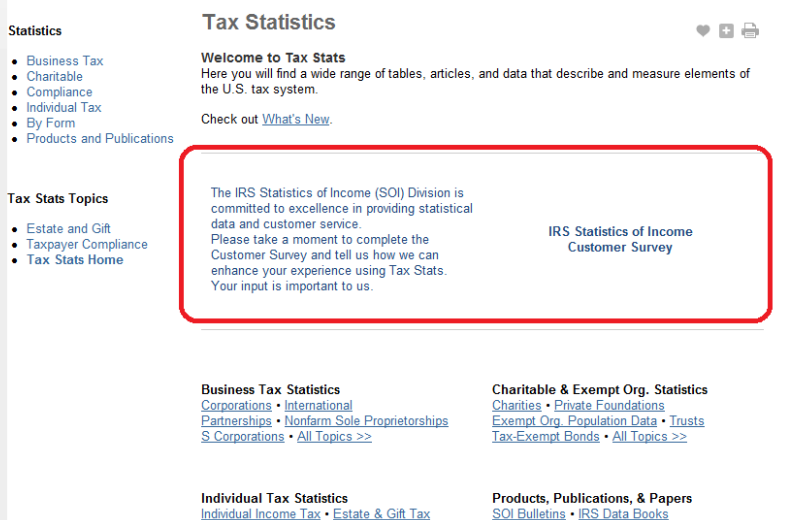 Statistics
• Business Tax
• Charitable
• Compliance
• Individual Tax
• By Form
• Products and Publications
Tax Stats Topics
• Estate and Gift
• Taxpayer Compliance
• Tax Stats Home
Tax Statistics
Welcome to Tax Stats
Here you will find a wide range of tables, articles, and data that describe and measure elements of
the U.S. tax system.
Check out What's New.
The IRS Statistics of Income (SOI) Division is
committed to excellence in providing statistical
data and customer service.
Please take a moment to complete the
Customer Survey and tell us how we can
enhance your experience using Tax Stats.
Your input is important to us.
IRS Statistics of Income
Customer Survey
Business Tax Statistics
Corporations • International
Partnerships • Nonfarm Sole Proprietorships
S Corporations • All Topics >>
Charitable & Exempt Org. Statistics
Charities • Private Foundations
Exempt Org. Population Data • Trusts
Tax-Exempt Bonds • All Topics >>
Individual Tax Statistics
Individual Income Tax • Estate & Gift Tax
Products, Publications, & Papers
SOI Bulletins • IRS Data Books